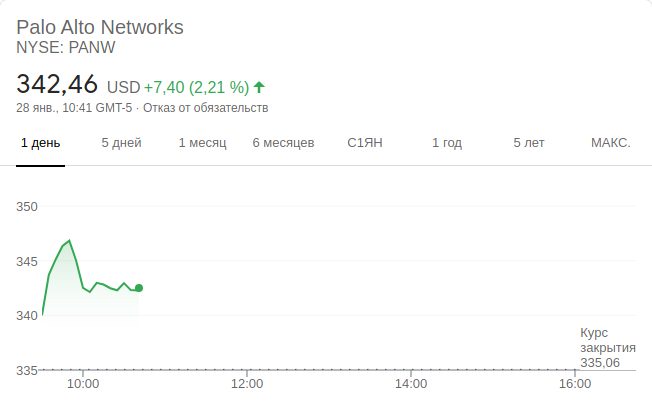 Palo Alto Networks
NYSE: PANW
342,46 USD +7,40 (2,21 %)
28 янв., 10:41 GMT-5 · Отказ от обязательств
1 день 5 дней 1 месяц 6 месяцев С1ЯН 1 год 5 лет МАКС.
350
345
340
335
Курс
закрытия
335,06
10:00 12:00 14:00 16:00